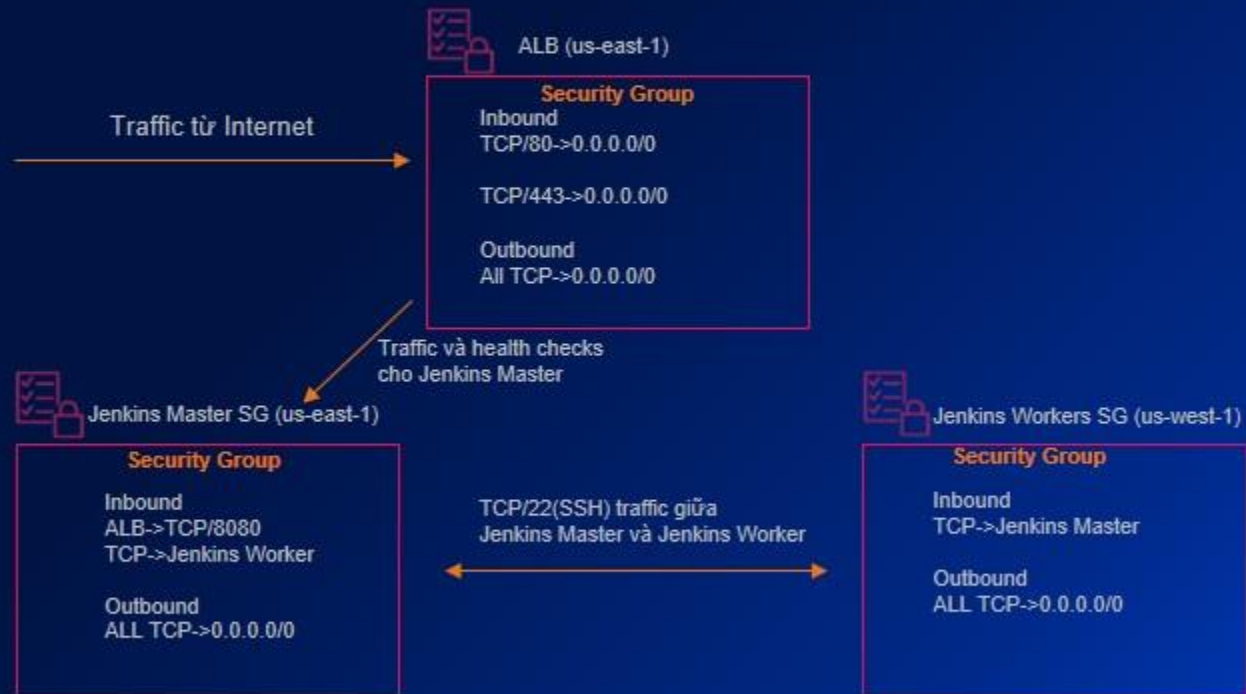 ALB (us-east-1)
Security Group
Inbound
TCP/80->0.0.0.0/0
TCP/443->0.0.0.0/0
Outbound
All TCP->0.0.0.0/0
Traffic từ Internet
Traffic và health checks
cho Jenkins Master
Jenkins Master SG (us-east-1)
Security Group
Inbound
ALB->TCP/8080
TCP->Jenkins Worker
Outbound
ALL TCP->0.0.0.0/0
TCP/22(SSH) traffic giữa
Jenkins Master và Jenkins Worker
Jenkins Workers SG (us-west-1)
Security Group
Inbound
TCP->Jenkins Master
Outbound
ALL TCP->0.0.0.0/0